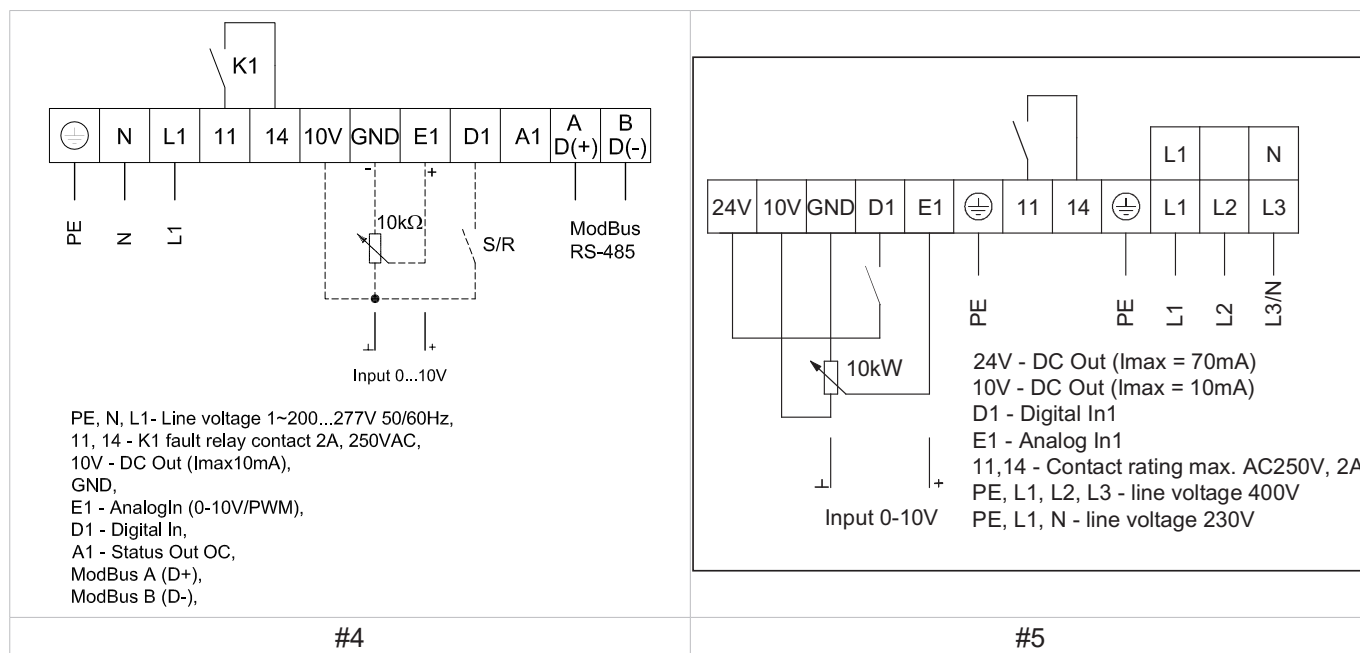 K1
N L1 11 14 10V GND E1 D1 A1 A D(+) B D(-)
- +
PE N L1
10kΩ
S/R
ModBus
RS-485
⊥ +
Input 0...10V
PE, N, L1- Line voltage 1~200...277V 50/60Hz,
11, 14 - K1 fault relay contact 2A, 250VAC,
10V - DC Out (Imax10mA),
GND,
E1 - AnalogIn (0-10V/PWM),
D1 - Digital In,
A1 - Status Out OC,
ModBus A (D+),
ModBus B (D-),
#4
L1 N
24V 10V GND D1 E1 11 14 L1 L2 L3
PE PE L1 L2 L3/N
10kW
⊥ +
Input 0-10V
24V - DC Out (Imax = 70mA)
10V - DC Out (Imax = 10mA)
D1 - Digital In1
E1 - Analog In1
11,14 - Contact rating max. AC250V, 2A
PE, L1, L2, L3 - line voltage 400V
PE, L1, N - line voltage 230V
#5